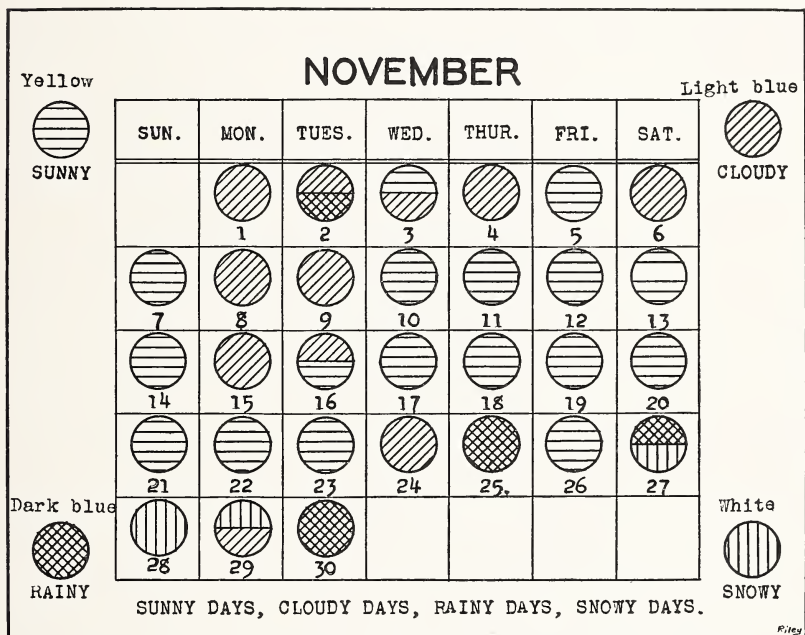 NOVEMBER
Yellow
SUNNY
Light blue
CLOUDY
SUN. MON. TUES. WED. THUR. FRI. SAT.
1 2 3 4 5 6
7 8 9 10 11 12 13
14 15 16 17 18 19 20
21 22 23 24 25. 26 27
28 29 30
Dark blue
RAINY
White
SNOWY
SUNNY DAYS, CLOUDY DAYS, RAINY DAYS, SNOWY DAYS.
Riley